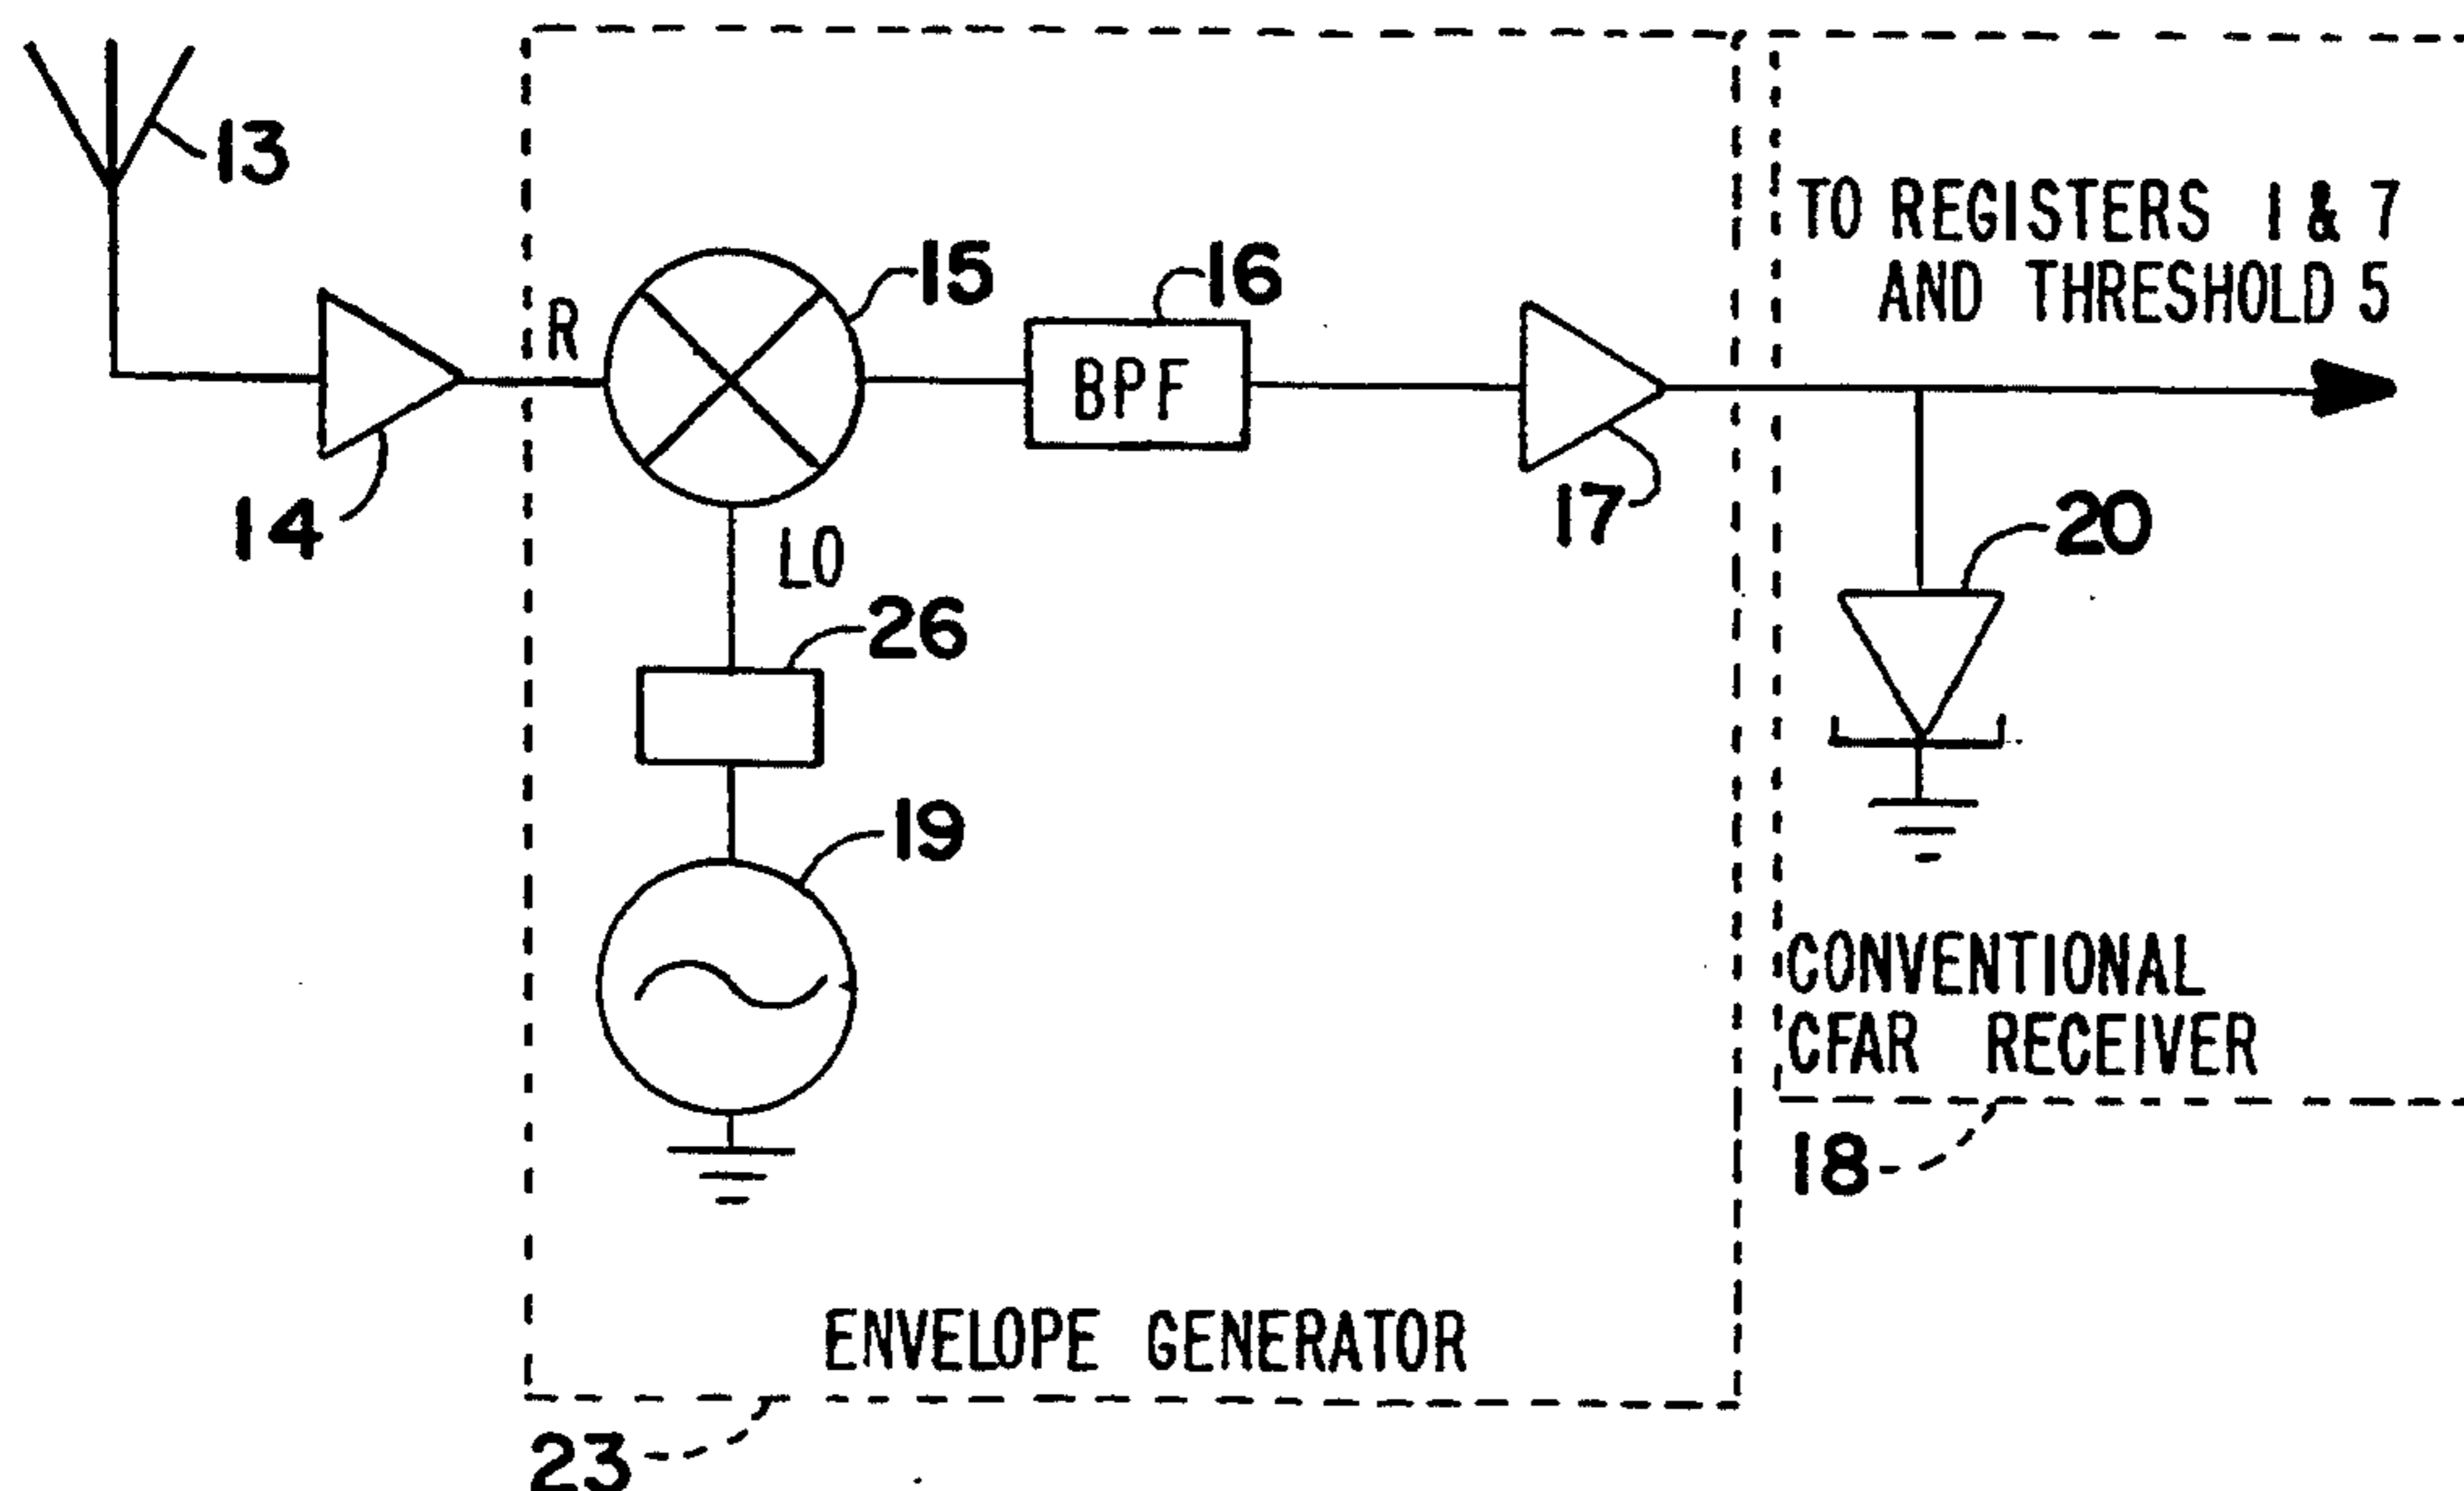 13
TO REGISTERS 1 & 7
AND THRESHOLD 5
R
15
16
BPF
14
17
20
LO
26
19
CONVENTIONAL
CFAR RECEIVER
18
ENVELOPE GENERATOR
23